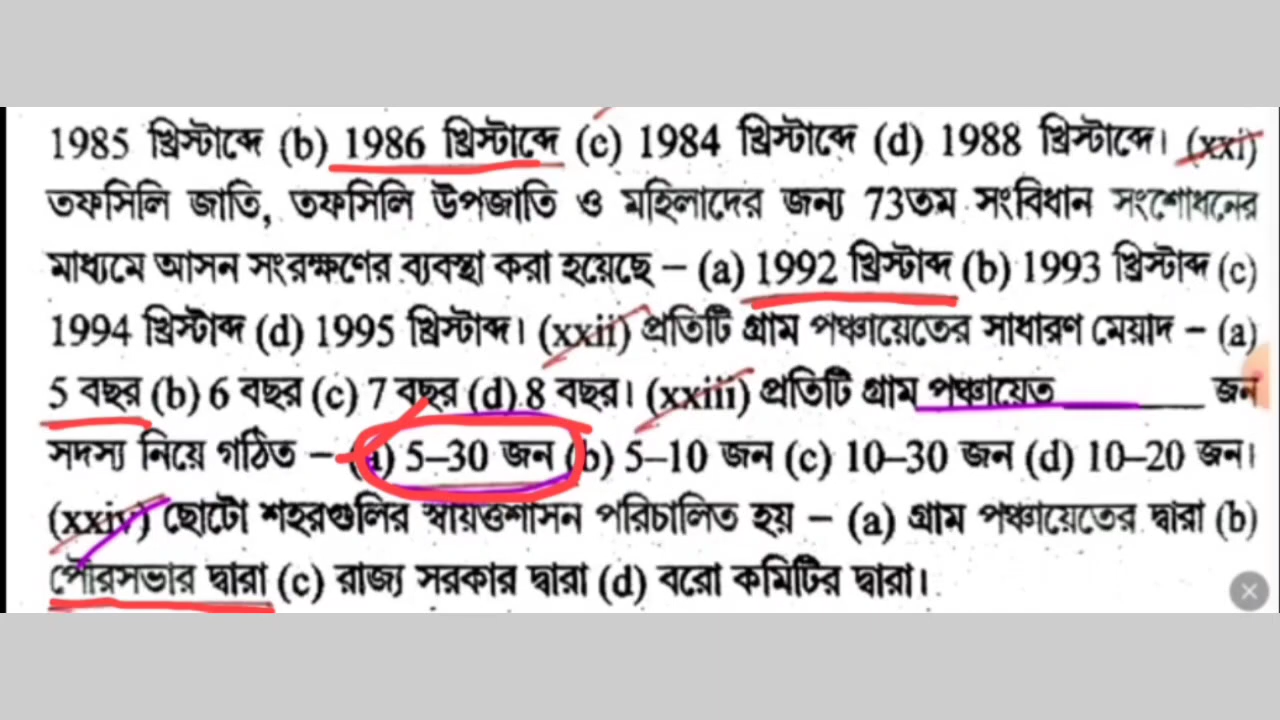 1985 খ্রিস্টাব্দে (b) 1986 খ্রিস্টাব্দে (c) 1984 খ্রিস্টাব্দে (d) 1988 খ্রিস্টাব্দে। (xxi)
তফসিলি জাতি, তফসিলি উপজাতি ও মহিলাদের জন্য 73তম সংবিধান সংশোধনের
মাধ্যমে আসন সংরক্ষণের ব্যবস্থা করা হয়েছে – (a) 1992 খ্রিস্টাব্দ (b) 1993 খ্রিস্টাব্দ (c)
1994 খ্রিস্টাব্দ (d) 1995 খ্রিস্টাব্দ। (xxii) প্রতিটি গ্রাম পঞ্চায়েতের সাধারণ মেয়াদ – (a)
5 বছর (b) 6 বছর (c) 7 বছর (d) 8 বছর। (xxiii) প্রতিটি গ্রাম পঞ্চায়েত ______ জন
সদস্য নিয়ে গঠিত – (a) 5–30 জন (b) 5–10 জন (c) 10–30 জন (d) 10–20 জন।
(xxiv) ছোটো শহরগুলির স্বায়ত্তশাসন পরিচালিত হয় – (a) গ্রাম পঞ্চায়েতের দ্বারা (b)
পৌরসভার দ্বারা (c) রাজ্য সরকার দ্বারা (d) বরো কমিটির দ্বারা।